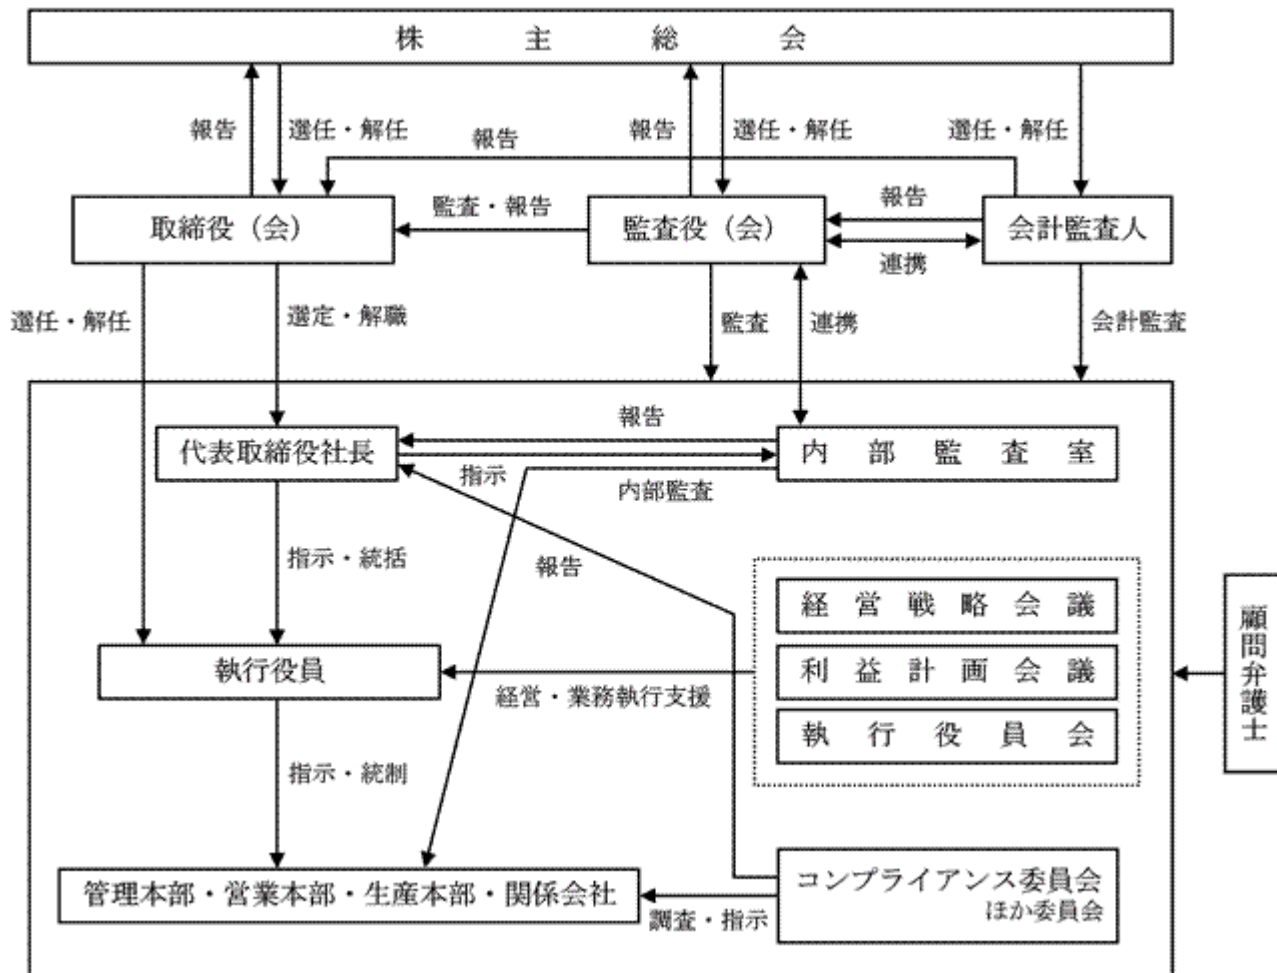 株主総会
報告
選任・解任
報告
報告
選任・解任
選任・解任
取締役（会）
監査・報告
監査役（会）
報告
連携
会計監査人
選任・解任
選定・解職
監査
連携
会計監査
代表取締役社長
報告
指示
内部監査
内部監査室
指示・統括
報告
経営戦略会議
利益計画会議
執行役員会
顧問弁護士
執行役員
経営・業務執行支援
指示・統制
管理本部・営業本部・生産本部・関係会社
調査・指示
コンプライアンス委員会
ほか委員会